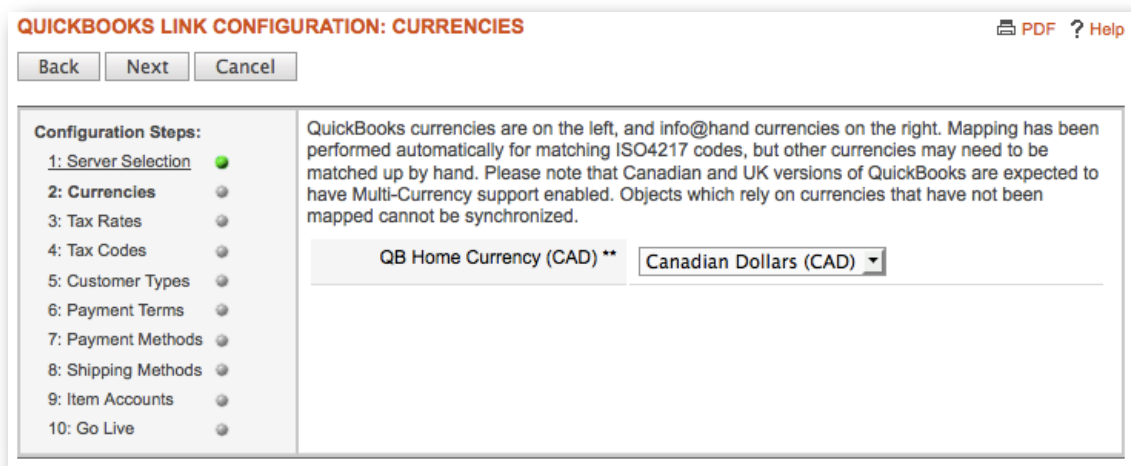 QUICKBOOKS LINK CONFIGURATION: CURRENCIES
PDF ? Help
Back Next Cancel
Configuration Steps:
1: Server Selection
2: Currencies
3: Tax Rates
4: Tax Codes
5: Customer Types
6: Payment Terms
7: Payment Methods
8: Shipping Methods
9: Item Accounts
10: Go Live
QuickBooks currencies are on the left, and info@hand currencies on the right. Mapping has been
performed automatically for matching ISO4217 codes, but other currencies may need to be
matched up by hand. Please note that Canadian and UK versions of QuickBooks are expected to
have Multi-Currency support enabled. Objects which rely on currencies that have not been
mapped cannot be synchronized.
QB Home Currency (CAD) ** Canadian Dollars (CAD)